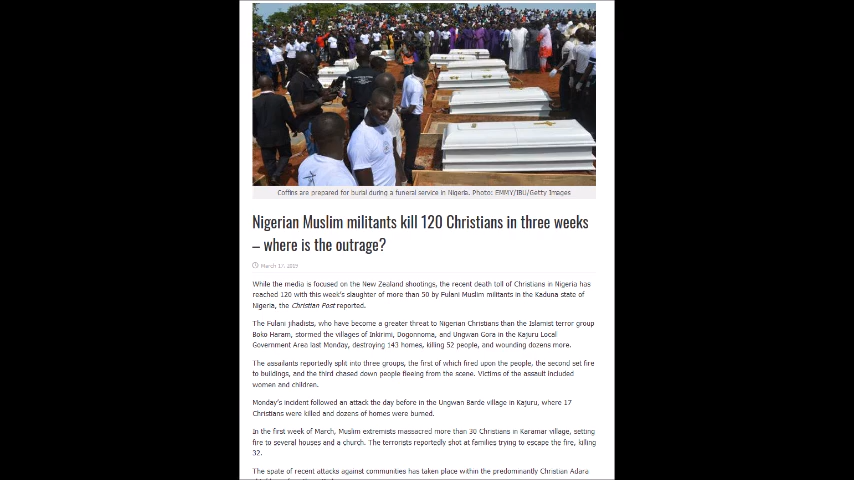 Coffins are prepared for burial during a funeral service in Nigeria. Photo: EMMY/IBU/Getty Images
Nigerian Muslim militants kill 120 Christians in three weeks
– where is the outrage?
March 17, 2019
While the media is focused on the New Zealand shootings, the recent death toll of Christians in Nigeria has
reached 120 with this week's slaughter of more than 50 by Fulani Muslim militants in the Kaduna state of
Nigeria, the Christian Post reported.
The Fulani jihadists, who have become a greater threat to Nigerian Christians than the Islamist terror group
Boko Haram, stormed the villages of Inkirimi, Dogonnoma, and Ungwan Gora in the Kajuru Local
Government Area last Monday, destroying 143 homes, killing 52 people, and wounding dozens more.
The assailants reportedly split into three groups, the first of which fired upon the people, the second set fire
to buildings, and the third chased down people fleeing from the scene. Victims of the assault included
women and children.
Monday's incident followed an attack the day before in the Ungwan Barde village in Kajuru, where 17
Christians were killed and dozens of homes were burned.
In the first week of March, Muslim extremists massacred more than 30 Christians in Karamar village, setting
fire to several houses and a church. The terrorists reportedly shot at families trying to escape the fire, killing
32.
The spate of recent attacks against communities has taken place within the predominantly Christian Adara